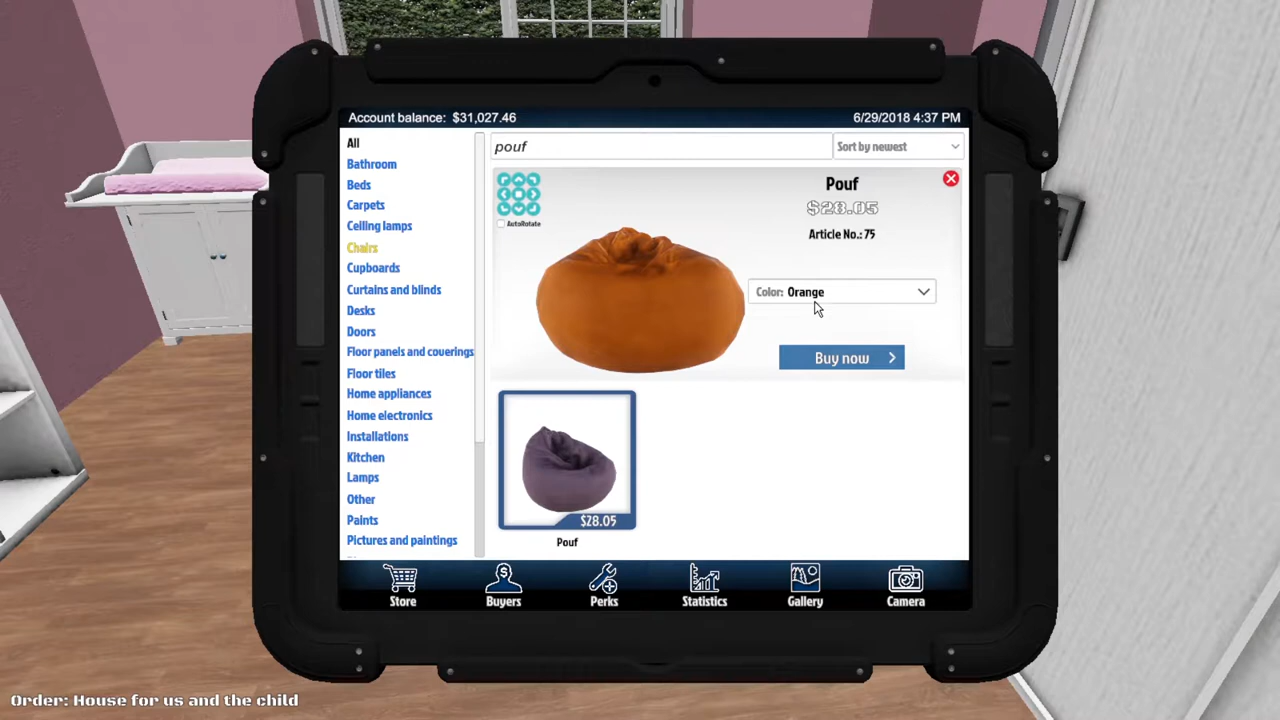 Account balance: $31,027.46
6/29/2018 4:37 PM
All
Bathroom
Beds
Carpets
Ceiling lamps
Chairs
Cupboards
Curtains and blinds
Desks
Doors
Floor panels and coverings
Floor tiles
Home appliances
Home electronics
Installations
Kitchen
Lamps
Other
Paints
Pictures and paintings
pouf
Sort by newest
AutoRotate
Pouf
$28.05
Article No.: 75
Color: Orange
Buy now
$28.05
Pouf
Store
Buyers
Perks
Statistics
Gallery
Camera
Order: House for us and the child